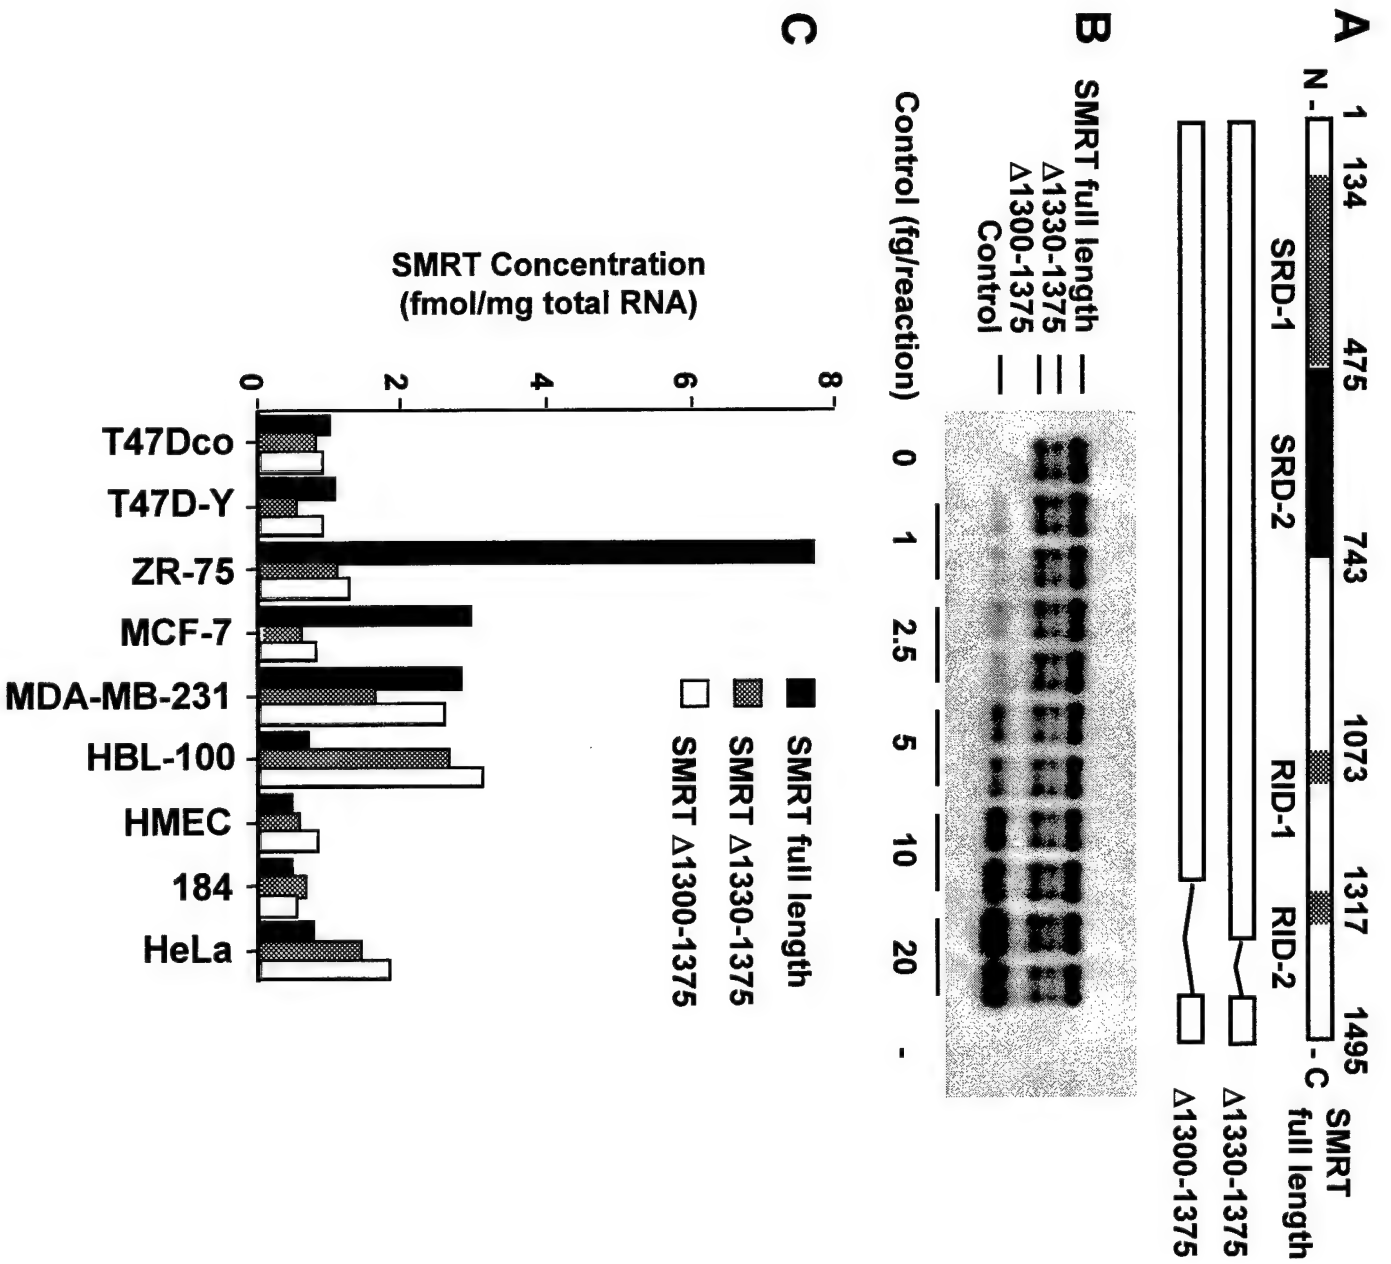 A
1 134 475 743 1073 1317 1495
N - - C
SMRT
full length
SRD-1 SRD-2 RID-1 RID-2
Δ1330-1375
Δ1300-1375
B
SMRT full length
Δ1330-1375
Δ1300-1375
Control
Control (fg/reaction) 0 1 2.5 5 10 20 -
C
SMRT full length
SMRT Δ1330-1375
SMRT Δ1300-1375
SMRT Concentration
(fmol/mg total RNA)
8
6
4
2
0
T47Dco
T47D-Y
ZR-75
MCF-7
MDA-MB-231
HBL-100
HMEC
184
HeLa